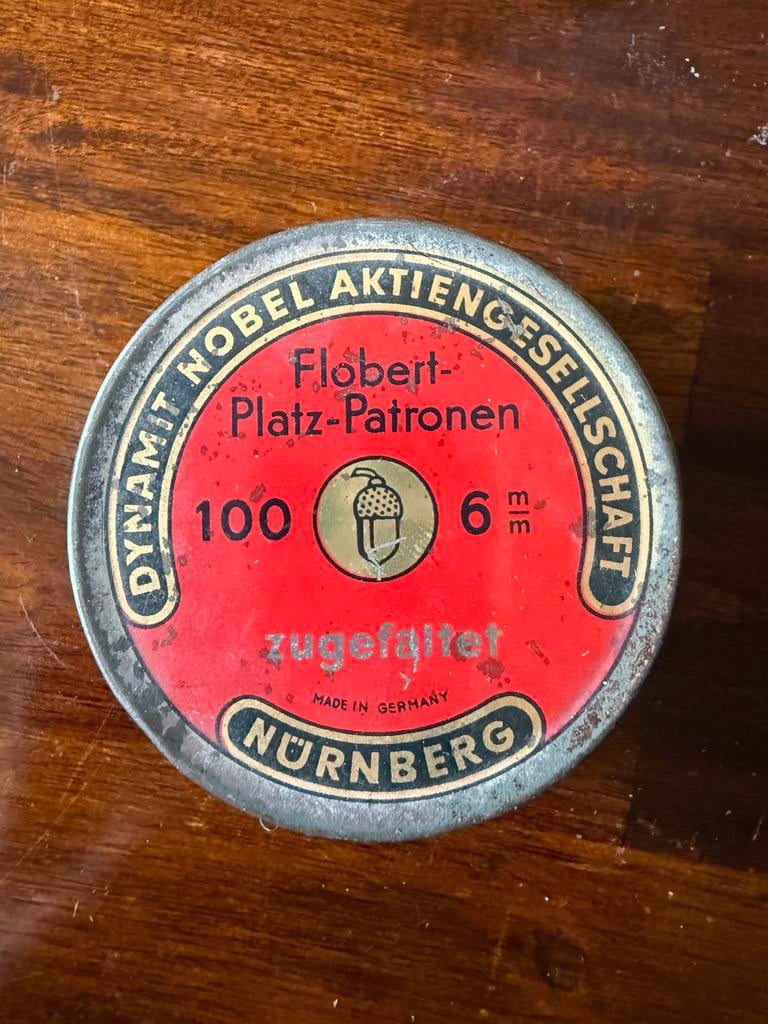 DYNAMIT NOBEL AKTIENGESELLSCHAFT
Flobert-
Platz-Patronen
100 6 m/m
zugefaltet
MADE IN GERMANY
NÜRNBERG